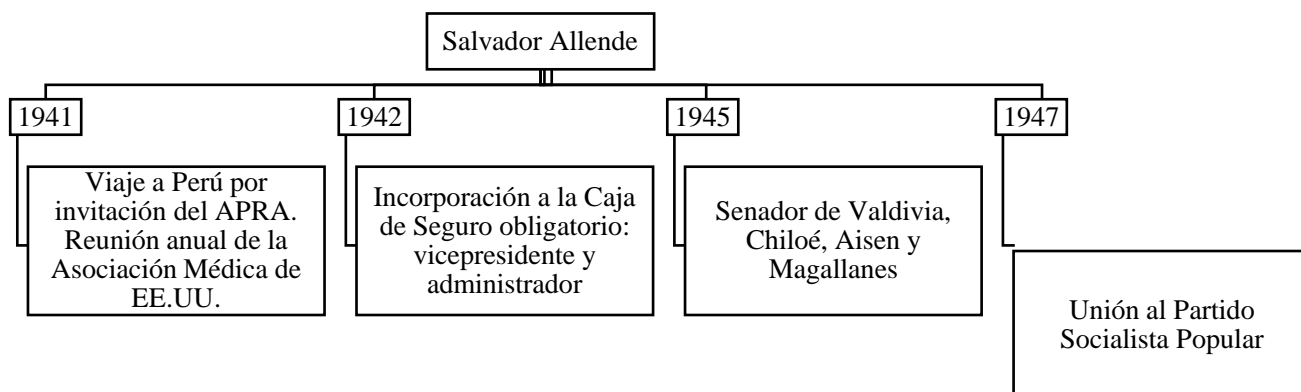 Salvador Allende
1941
1942
1945
1947
Viaje a Perú por
invitación del APRA.
Reunión anual de la
Asociación Médica de
EE.UU.
Incorporación a la Caja
de Seguro obligatorio:
vicepresidente y
administrador
Senador de Valdivia,
Chiloé, Aisen y
Magallanes
Unión al Partido
Socialista Popular